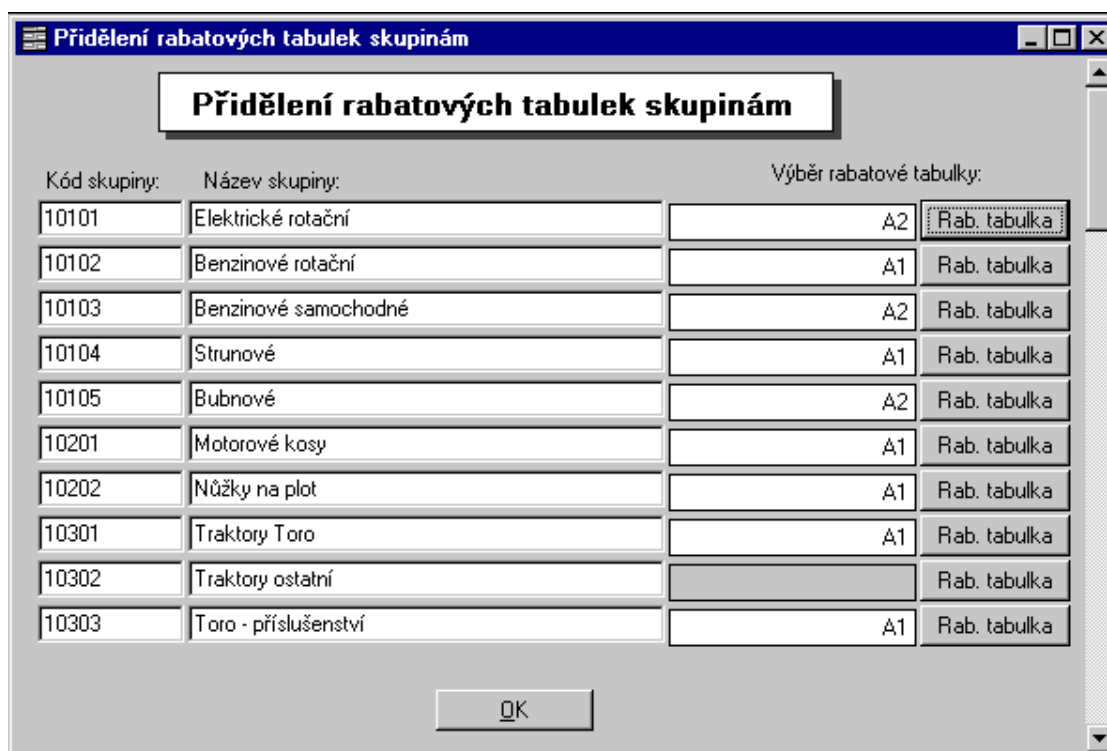 Přidělení rabatových tabulek skupinám
Přidělení rabatových tabulek skupinám
Kód skupiny: Název skupiny: Výběr rabatové tabulky:
10101 Elektrické rotační A2 Rab. tabulka
10102 Benzinové rotační A1 Rab. tabulka
10103 Benzinové samochodné A2 Rab. tabulka
10104 Strunové A1 Rab. tabulka
10105 Bubnové A2 Rab. tabulka
10201 Motorové kosy A1 Rab. tabulka
10202 Nůžky na plot A1 Rab. tabulka
10301 Traktory Toro A1 Rab. tabulka
10302 Traktory ostatní Rab. tabulka
10303 Toro - příslušenství A1 Rab. tabulka
OK